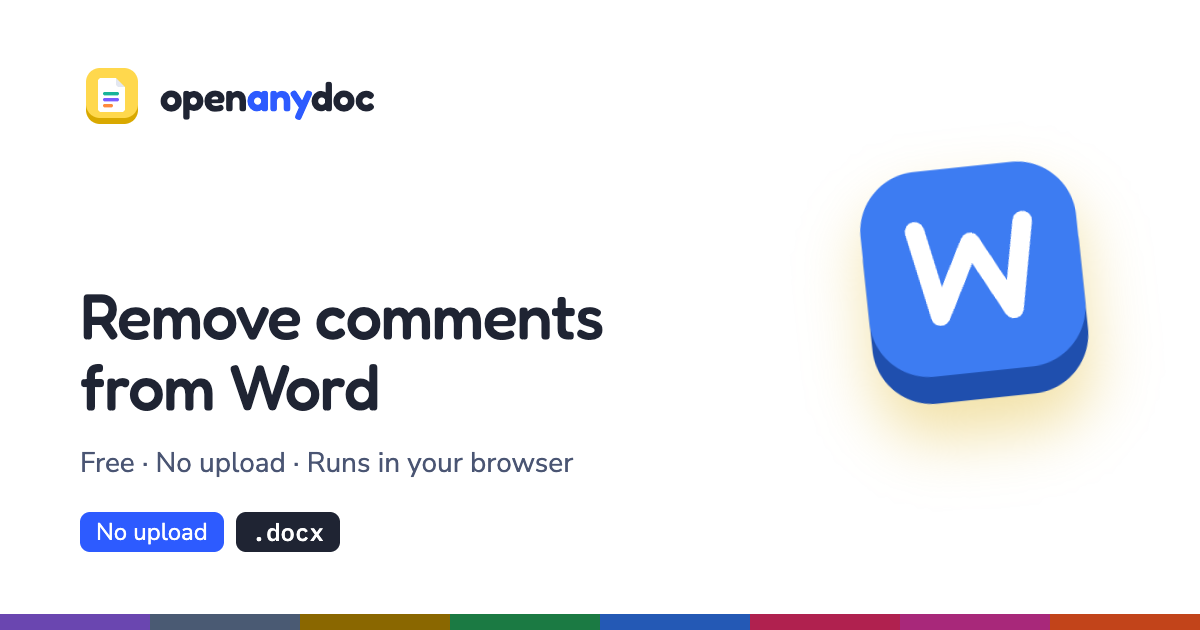 openanydoc
W
Remove comments
from Word
Free · No upload · Runs in your browser
No upload
.docx